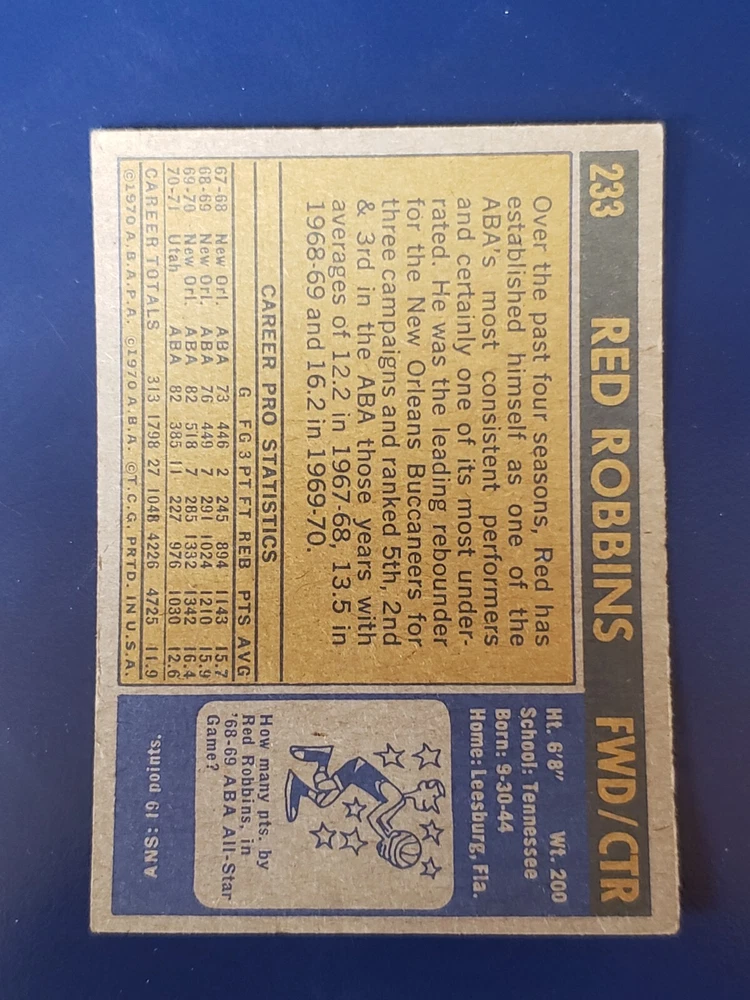 233 RED ROBBINS FWD/CTR
Over the past four seasons, Red has
established himself as one of the
ABA's most consistent performers
and certainly one of its most under-
rated. He was the leading rebounder
for the New Orleans Buccaneers for
three campaigns and ranked 5th, 2nd
& 3rd in the ABA those years with
averages of 12.2 in 1967-68, 13.5 in
1968-69 and 16.2 in 1969-70.
CAREER PRO STATISTICS
G FG 3PT FT REB PTS AVG
67-68 New Orl. ABA 73 446 2 245 894 1143 15.7
68-69 New Orl. ABA 76 449 7 291 1024 1210 15.9
69-70 New Orl. ABA 82 518 7 285 1332 1342 16.4
70-71 Utah ABA 82 385 11 227 976 1030 12.6
CAREER TOTALS 313 1798 27 1048 4226 4725 11.9
©1970 A.B.A.P.A. ©1970 A.B.A. ©T.C.G. PRTD. IN U.S.A.
Ht. 6'8" Wt. 200
School: Tennessee
Born: 9-30-44
Home: Leesburg, Fla.
How many pts. by
Red Robbins, in
'68-69 ABA All-Star
Game?
ANS: 19 points.